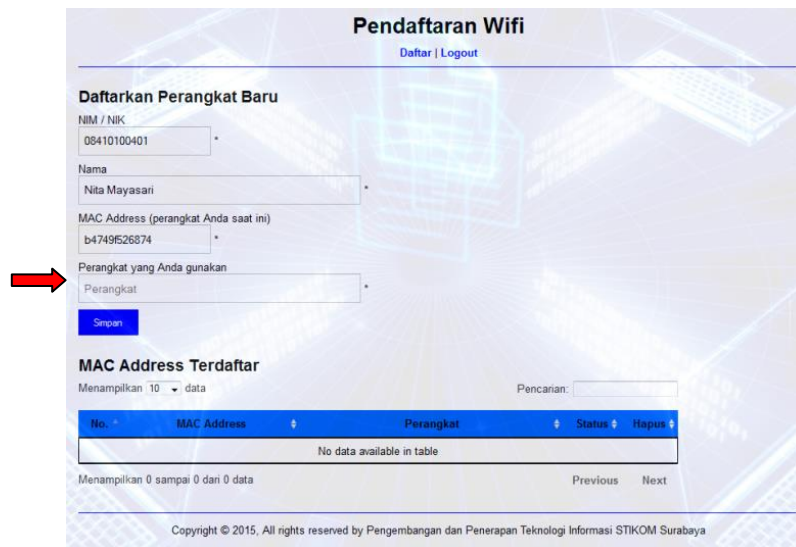 Pendaftaran Wifi
Daftar | Logout
Daftarkan Perangkat Baru
NIM / NIK
08410100401 *
Nama
Nita Mayasari *
MAC Address (perangkat Anda saat ini)
b4749f526874 *
Perangkat yang Anda gunakan
Perangkat *
Simpan
MAC Address Terdaftar
Menampilkan 10 data Pencarian:
No. MAC Address Perangkat Status Hapus
No data available in table
Menampilkan 0 sampai 0 dari 0 data Previous Next
Copyright © 2015, All rights reserved by Pengembangan dan Penerapan Teknologi Informasi STIKOM Surabaya